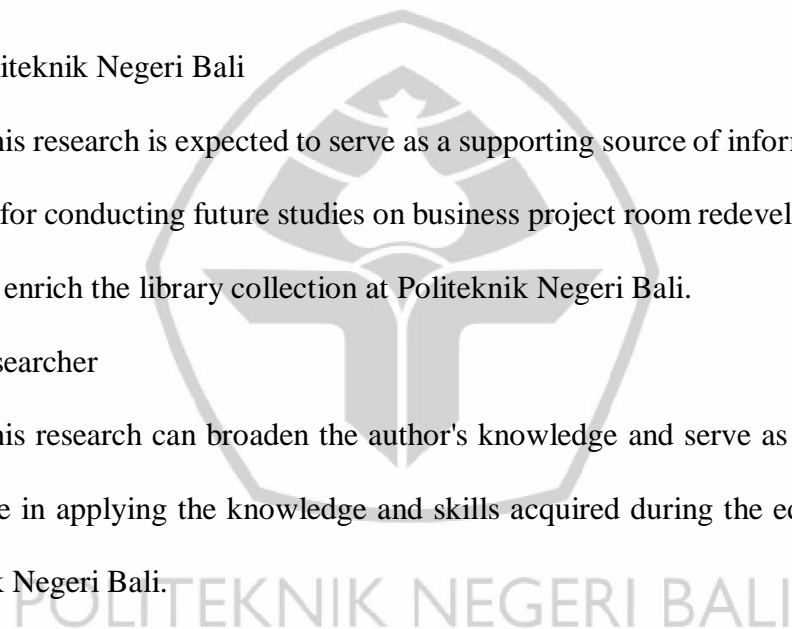 iteknik Negeri Bali
his research is expected to serve as a supporting source of infor
for conducting future studies on business project room redevel
enrich the library collection at Politeknik Negeri Bali.
searcher
his research can broaden the author's knowledge and serve as
e in applying the knowledge and skills acquired during the e
k Negeri Bali.
POLITEKNIK NEGERI BALI